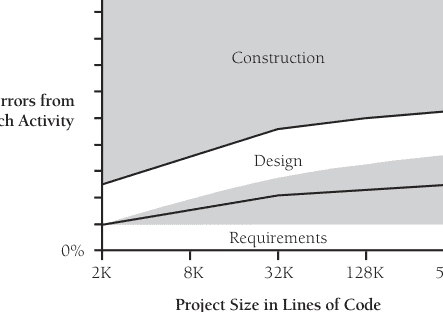 Construction
rrors from
ch Activity
Design
Requirements
0%
2K 8K 32K 128K 5
Project Size in Lines of Code